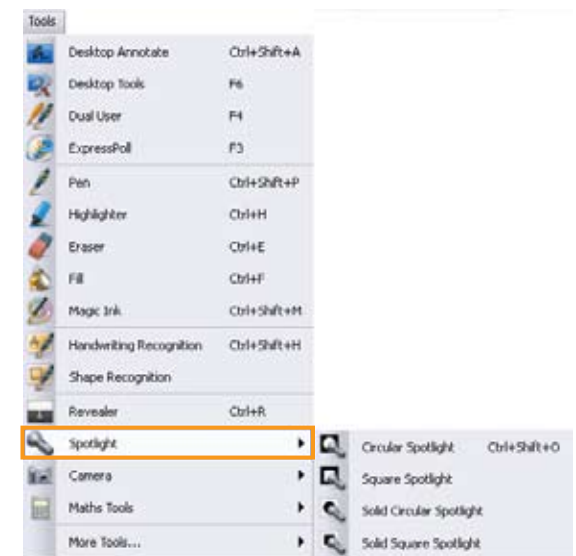 Tools
Desktop Annotate Ctrl+Shift+A
Desktop Tools F6
Dual User F4
ExpressPoll F3
Pen Ctrl+Shift+P
Highlighter Ctrl+H
Eraser Ctrl+E
Fill Ctrl+F
Magic Ink Ctrl+Shift+M
Handwriting Recognition Ctrl+Shift+H
Shape Recognition
Revealer Ctrl+R
Spotlight
Circular Spotlight Ctrl+Shift+O
Camera
Square Spotlight
Maths Tools
Solid Circular Spotlight
More Tools...
Solid Square Spotlight